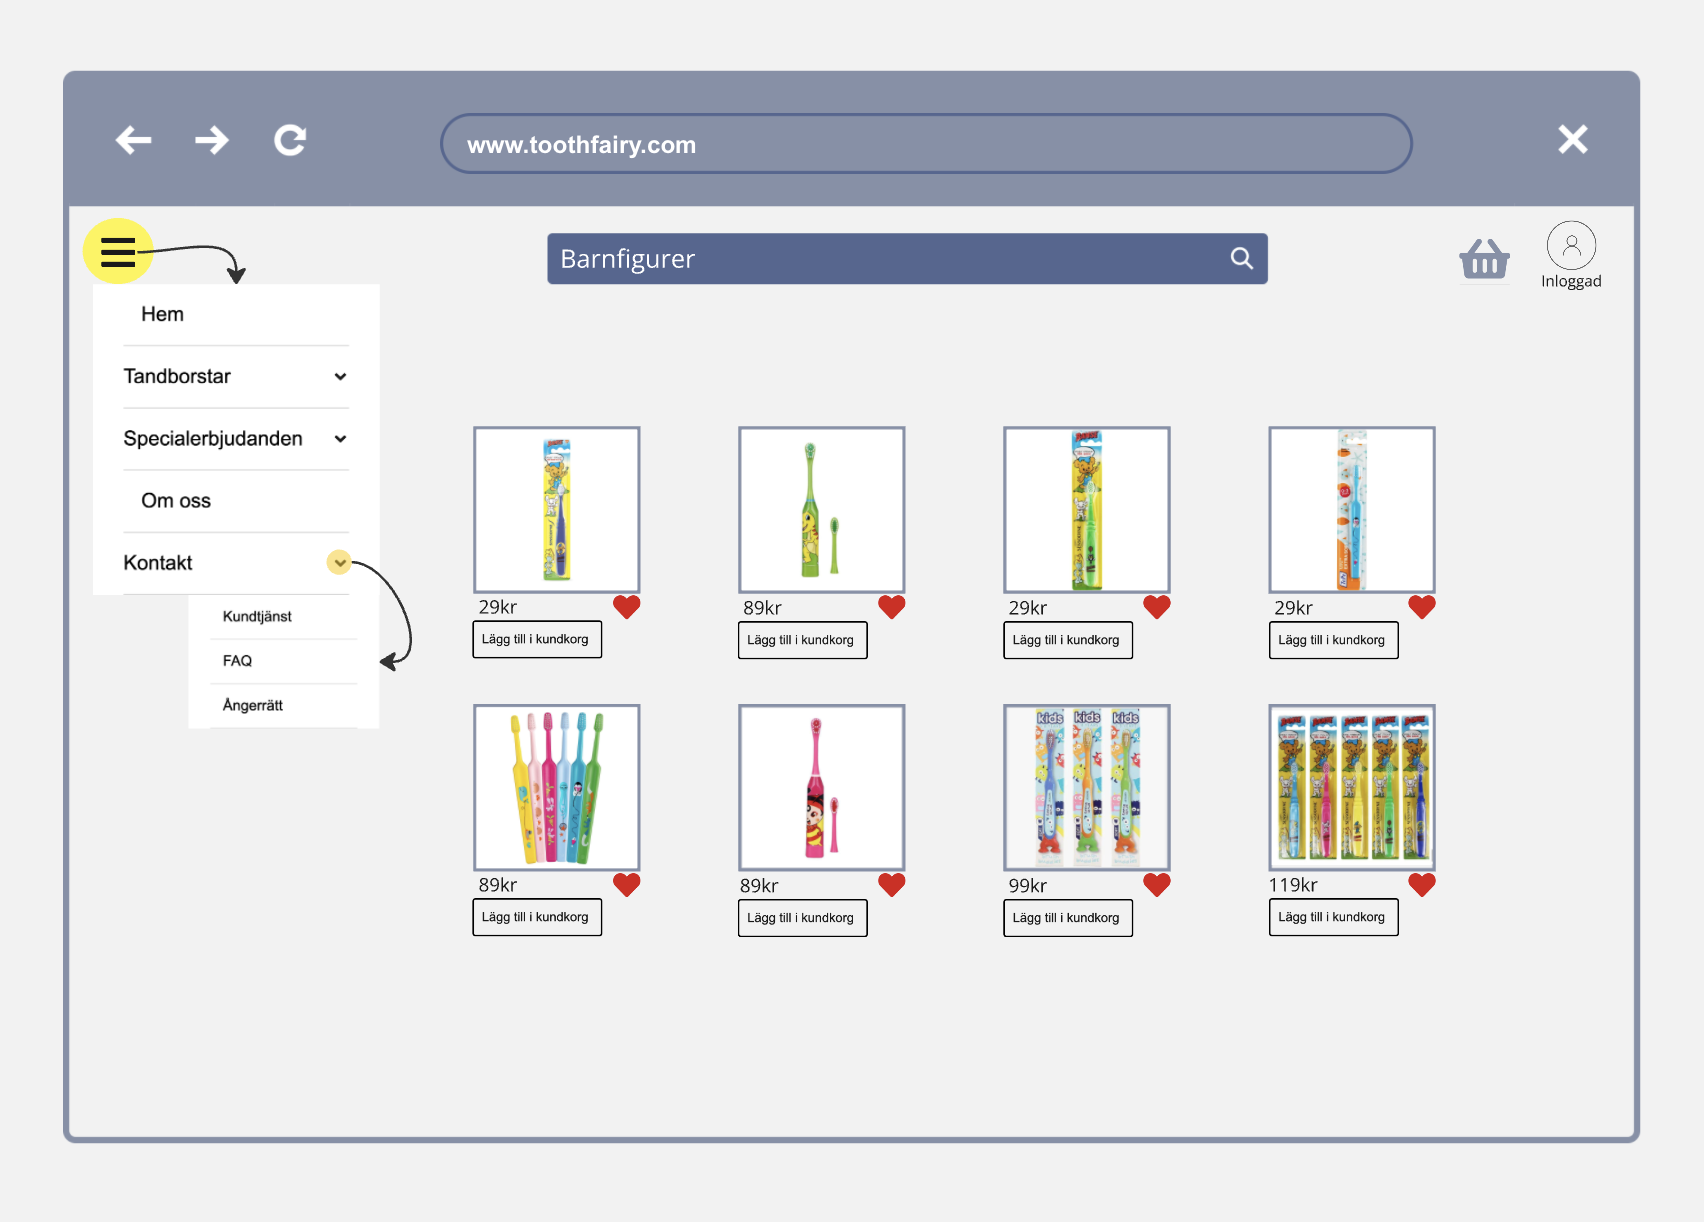 www.toothfairy.com
Barnfigurer
Inloggad
Hem
Tandborstar
Specialerbjudanden
Om oss
Kontakt
Kundtjänst
FAQ
Ångerrätt
29kr
Lägg till i kundkorg
89kr
Lägg till i kundkorg
29kr
Lägg till i kundkorg
29kr
Lägg till i kundkorg
kids kids kids
89kr
Lägg till i kundkorg
89kr
Lägg till i kundkorg
99kr
Lägg till i kundkorg
119kr
Lägg till i kundkorg